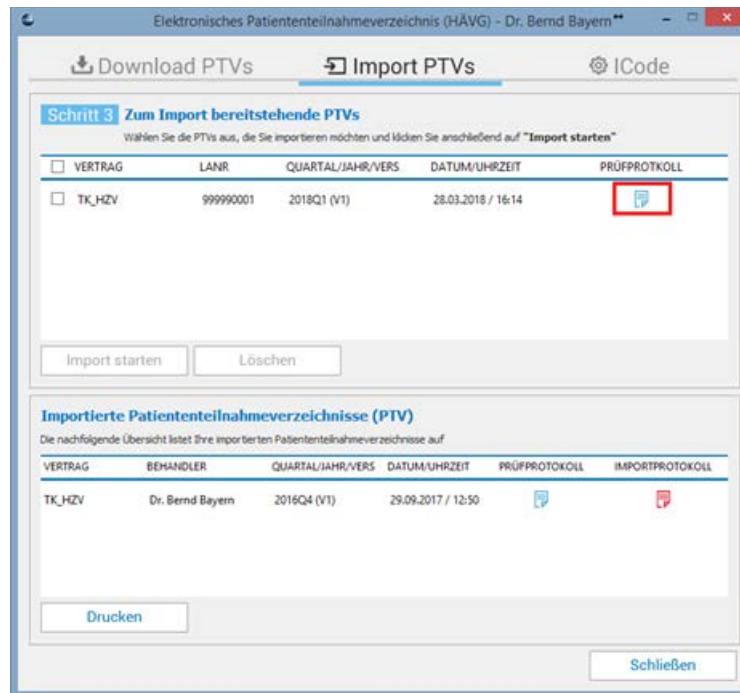 Elektronisches Patiententeilnahmeverzeichnis (HÄVG) - Dr. Bernd Bayern**
Download PTVs
Import PTVs
ICode
Schritt 3 Zum Import bereitstehende PTVs
Wählen Sie die PTVs aus, die Sie importieren möchten und klicken Sie anschließend auf "Import starten"
VERTRAG LANR QUARTAL/JAHR/VERS DATUM/UHRZEIT PRÜFPROTKOLL
TK_HZV 999990001 2018Q1 (V1) 28.03.2018 / 16:14
Import starten Löschen
Importierte Patiententeilnahmeverzeichnisse (PTV)
Die nachfolgende Übersicht listet Ihre importierten Patiententeilnahmeverzeichnisse auf
VERTRAG BEHANDLER QUARTAL/JAHR/VERS DATUM/UHRZEIT PRÜFPROTOKOLL IMPORTPROTOKOLL
TK_HZV Dr. Bernd Bayern 2016Q4 (V1) 29.09.2017 / 12:50
Drucken
Schließen